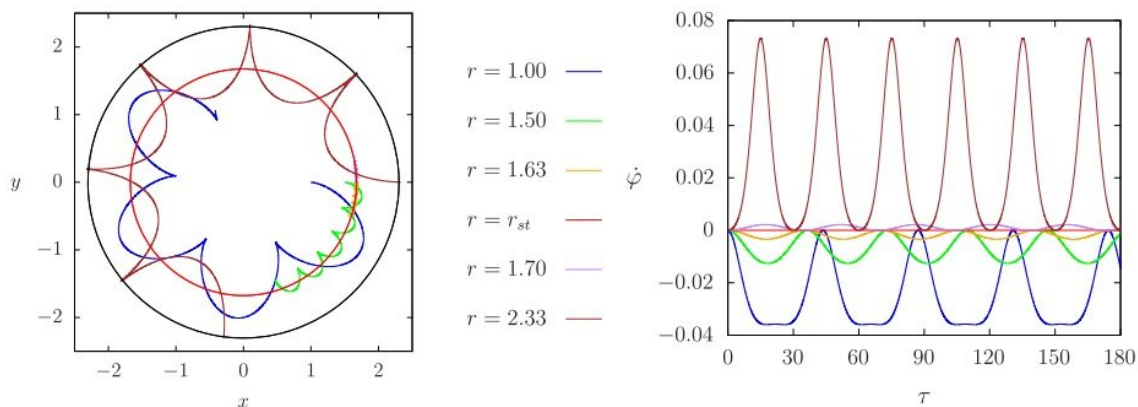 2
1
0
−1
−2
y
−2
−1
0
1
2
x
r = 1.00
r = 1.50
r = 1.63
r = r_{st}
r = 1.70
r = 2.33
0.08
0.06
0.04
0.02
0
−0.02
−0.04
φ̇
0
30
60
90
120
150
180
τ